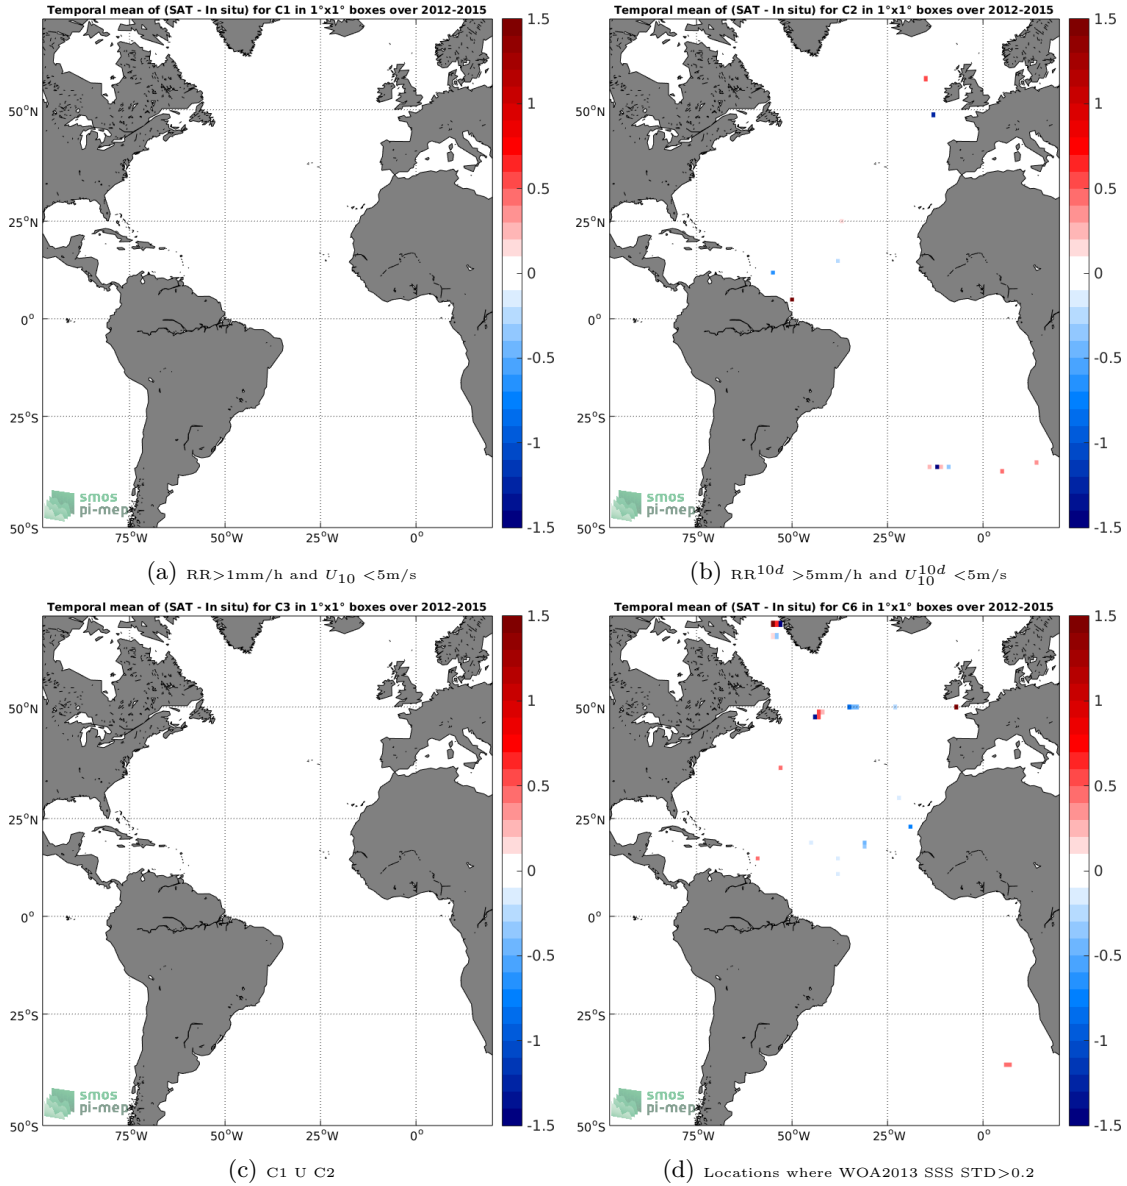 Temporal mean of (SAT - In situ) for C1 in 1°x1° boxes over 2012-2015
50°N
25°N
0°
25°S
50°S
75°W
50°W
25°W
0°
1.5
1
0.5
0
-0.5
-1
-1.5
smos
pi-mep
(a) RR>1mm/h and U10 <5m/s
Temporal mean of (SAT - In situ) for C2 in 1°x1° boxes over 2012-2015
50°N
25°N
0°
25°S
50°S
75°W
50°W
25°W
0°
1.5
1
0.5
0
-0.5
-1
-1.5
smos
pi-mep
(b) RR10d >5mm/h and U10d10 <5m/s
Temporal mean of (SAT - In situ) for C3 in 1°x1° boxes over 2012-2015
50°N
25°N
0°
25°S
50°S
75°W
50°W
25°W
0°
1.5
1
0.5
0
-0.5
-1
-1.5
smos
pi-mep
(c) C1 U C2
Temporal mean of (SAT - In situ) for C6 in 1°x1° boxes over 2012-2015
50°N
25°N
0°
25°S
50°S
75°W
50°W
25°W
0°
1.5
1
0.5
0
-0.5
-1
-1.5
smos
pi-mep
(d) Locations where WOA2013 SSS STD>0.2